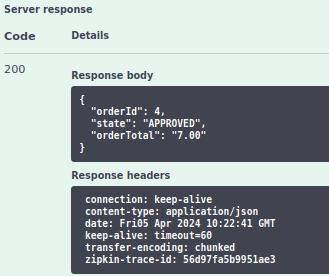 Server response
Code Details
200
Response body
{
"orderId": 4,
"state": "APPROVED",
"orderTotal": "7.00"
}
Response headers
connection: keep-alive
content-type: application/json
date: Fri05 Apr 2024 10:22:41 GMT
keep-alive: timeout=60
transfer-encoding: chunked
zipkin-trace-id: 56d97fa5b9951ae3